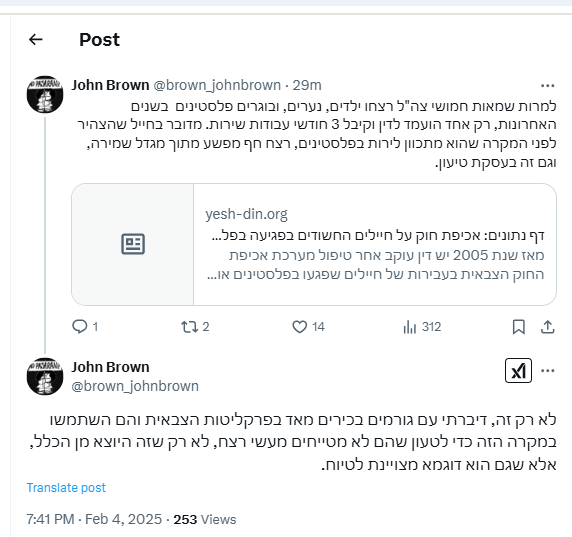 Post
John Brown @brown_johnbrown · 29m
למרות שמאות חמושי צה"ל רצחו ילדים, נערים, ובוגרים פלסטינים בשנים
האחרונות, רק אחד הועמד לדין וקיבל 3 חודשי עבודות שירות. מדובר בחייל שהצהיר
לפני המקרה שהוא מתכוון לירות בפלסטינים, רצח חף מפשע מתוך מגדל שמירה,
וגם זה בעסקת טיעון.
yesh-din.org
דף נתונים: אכיפת חוק על חיילים החשודים בפגיעה בפל...
מאז שנת 2005 יש דין עוקב אחר טיפול מערכת אכיפת
החוק הצבאית בעבירות של חיילים שפגעו בפלסטינים או...
1 2 14 312
John Brown
@brown_johnbrown
לא רק זה, דיברתי עם גורמים בכירים מאד בפרקליטות הצבאית והם השתמשו
במקרה הזה כדי לטעון שהם לא מטייחים מעשי רצח, לא רק שזה היוצא מן הכלל,
אלא שגם הוא דוגמא מצויינת לטיוח.
Translate post
7:41 PM · Feb 4, 2025 · 253 Views